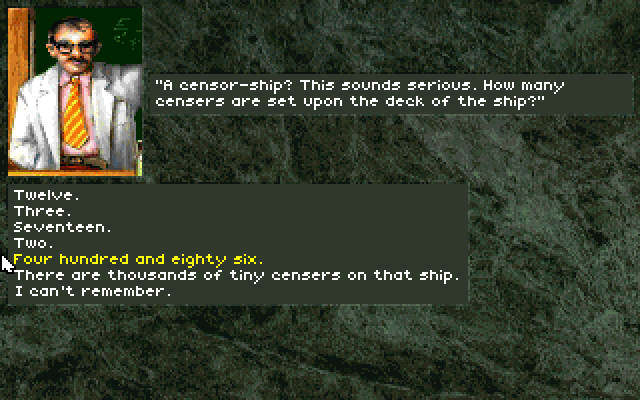 "A censor-ship? This sounds serious. How many
censers are set upon the deck of the ship?"
Twelve.
Three.
Seventeen.
Two.
Four hundred and eighty six.
There are thousands of tiny censers on that ship.
I can't remember.